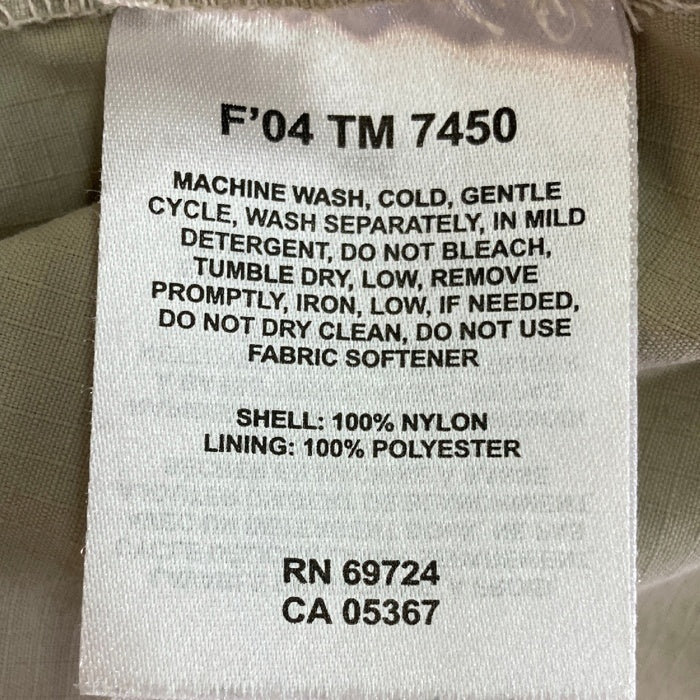 F'04 TM 7450
MACHINE WASH, COLD, GENTLE
CYCLE, WASH SEPARATELY, IN MILD
DETERGENT, DO NOT BLEACH,
TUMBLE DRY, LOW, REMOVE
PROMPTLY, IRON, LOW, IF NEEDED,
DO NOT DRY CLEAN, DO NOT USE
FABRIC SOFTENER
SHELL: 100% NYLON
LINING: 100% POLYESTER
RN 69724
CA 05367